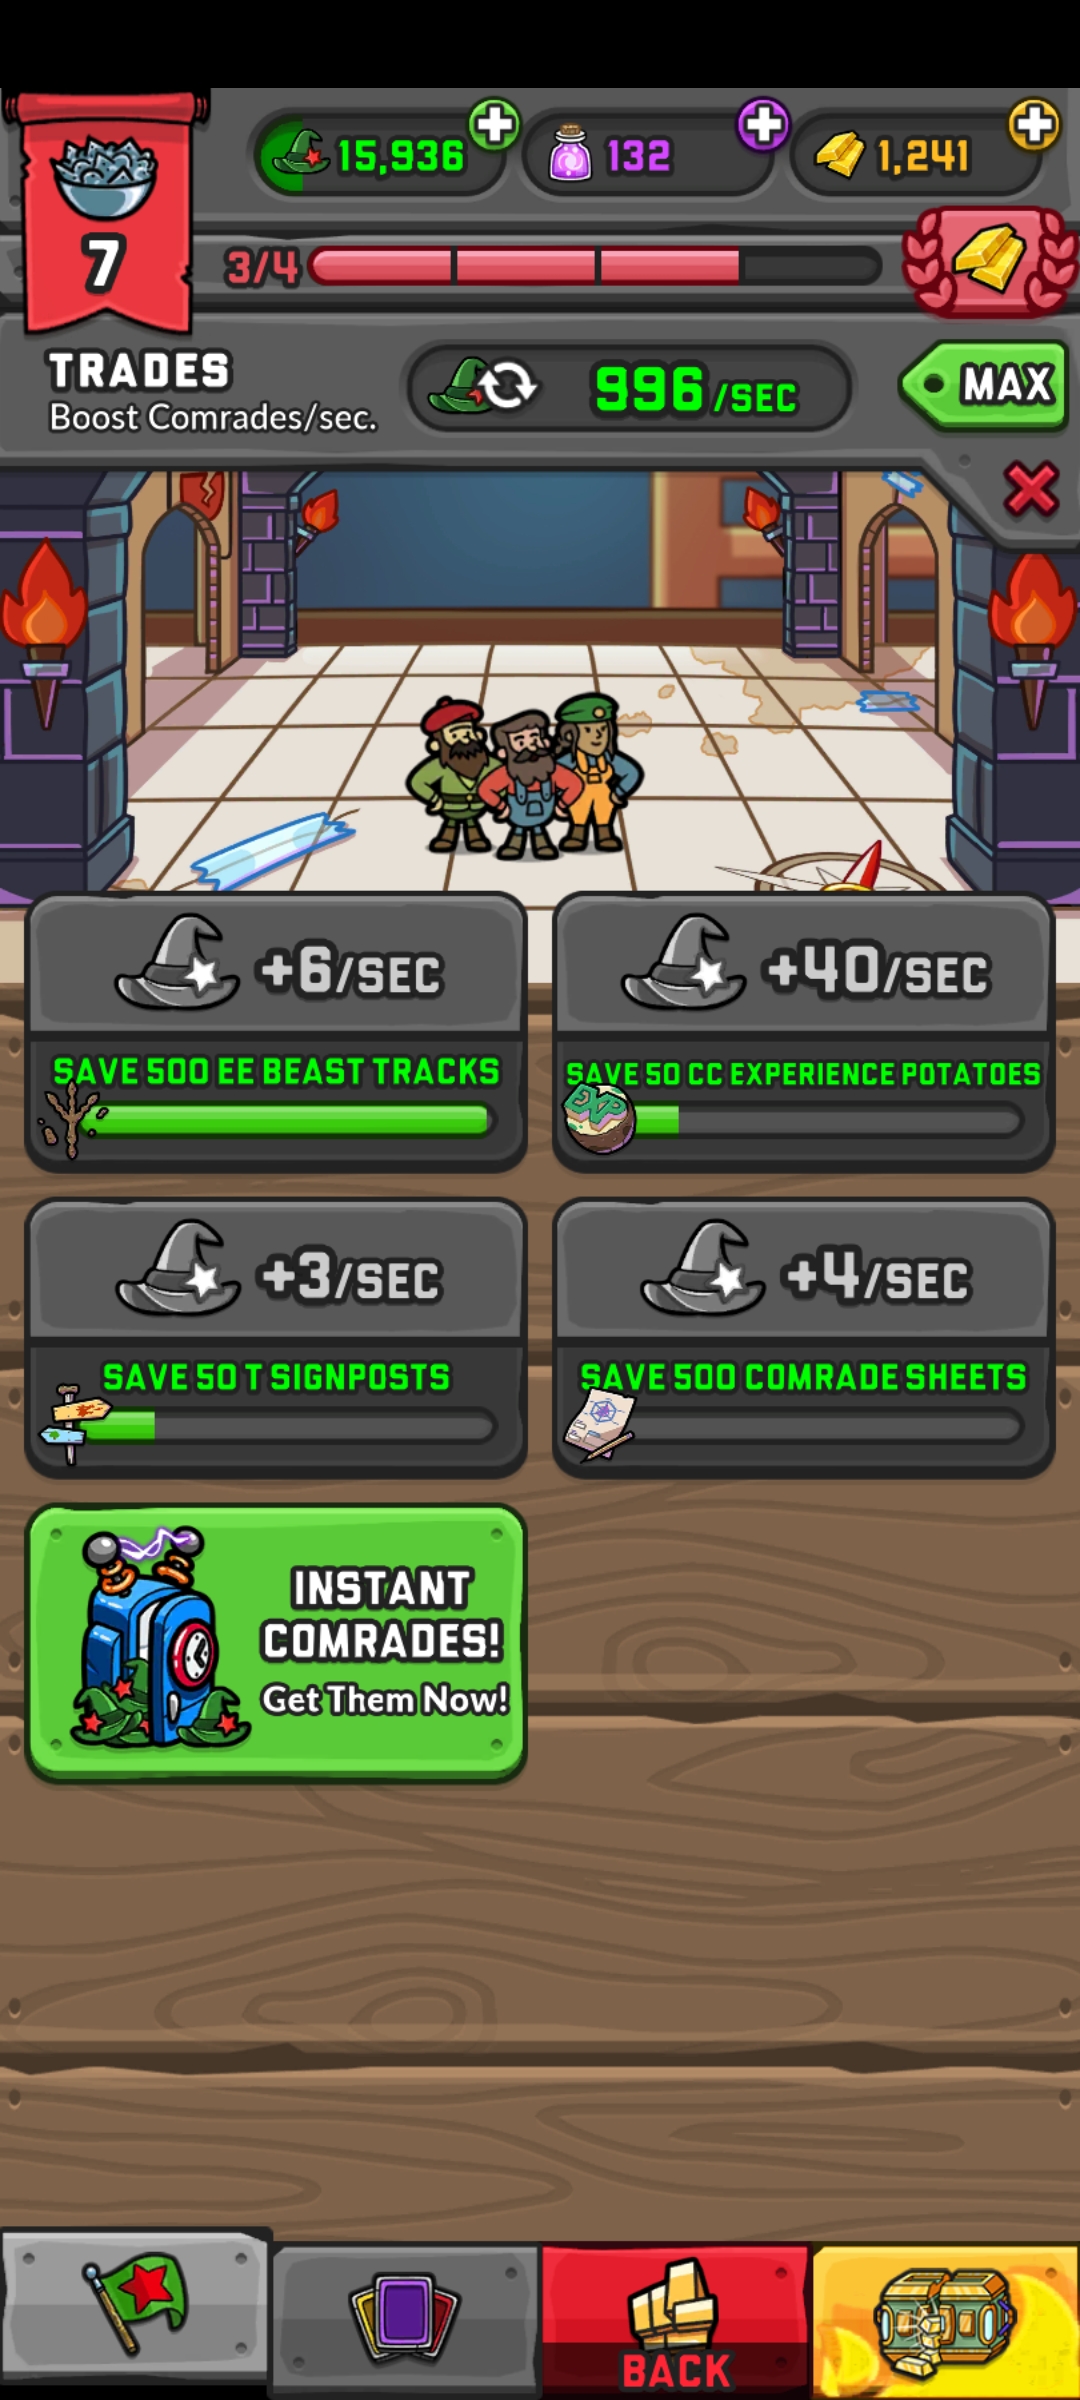 15,936
132
1,241
7
3/4
TRADES
Boost Comrades/sec.
996/SEC
MAX
+6/SEC
+40/SEC
SAVE 500 EE BEAST TRACKS
SAVE 50 CC EXPERIENCE POTATOES
EXP
+3/SEC
+4/SEC
SAVE 50 T SIGNPOSTS
SAVE 500 COMRADE SHEETS
INSTANT
COMRADES!
Get Them Now!
BACK